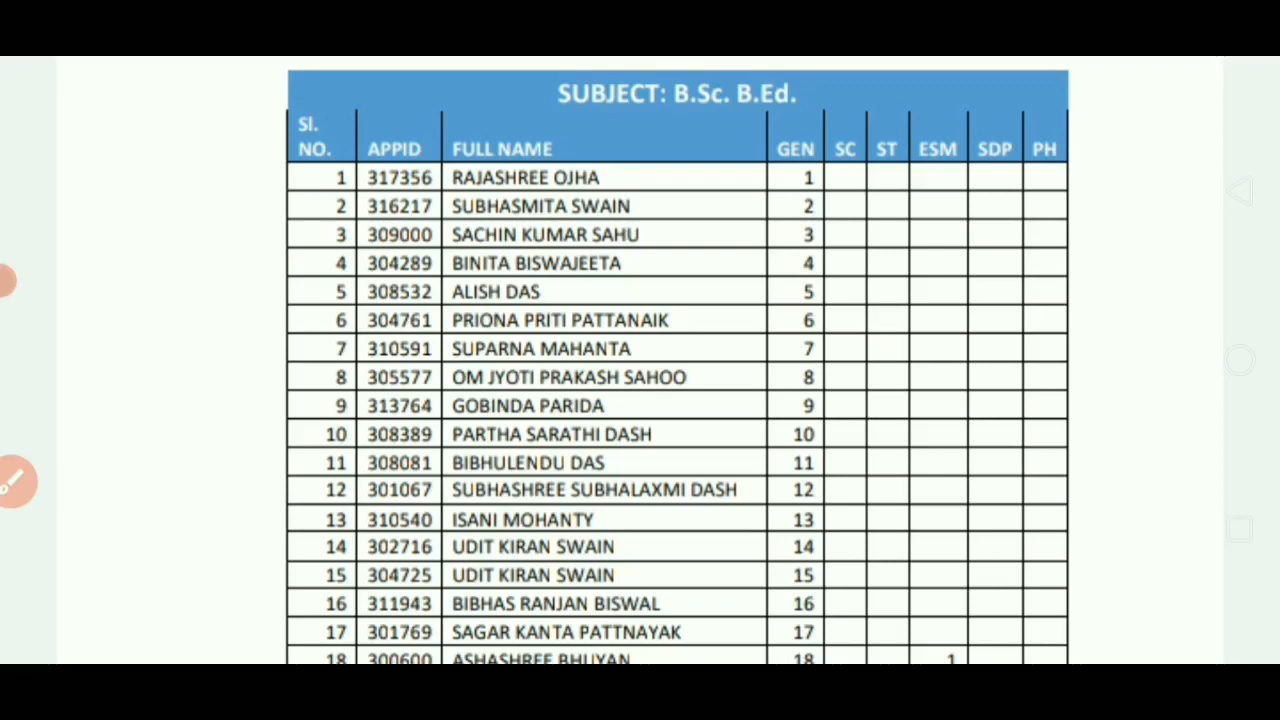 SUBJECT: B.Sc. B.Ed.
Sl. NO. APPID FULL NAME GEN SC ST ESM SDP PH
1 317356 RAJASHREE OJHA 1
2 316217 SUBHASMITA SWAIN 2
3 309000 SACHIN KUMAR SAHU 3
4 304289 BINITA BISWAJEETA 4
5 308532 ALISH DAS 5
6 304761 PRIONA PRITI PATTANAIK 6
7 310591 SUPARNA MAHANTA 7
8 305577 OM JYOTI PRAKASH SAHOO 8
9 313764 GOBINDA PARIDA 9
10 308389 PARTHA SARATHI DASH 10
11 308081 BIBHULENDU DAS 11
12 301067 SUBHASHREE SUBHALAXMI DASH 12
13 310540 ISANI MOHANTY 13
14 302716 UDIT KIRAN SWAIN 14
15 304725 UDIT KIRAN SWAIN 15
16 311943 BIBHAS RANJAN BISWAL 16
17 301769 SAGAR KANTA PATTNAYAK 17
18 300600 ASHASHREE BHUYAN 18 1